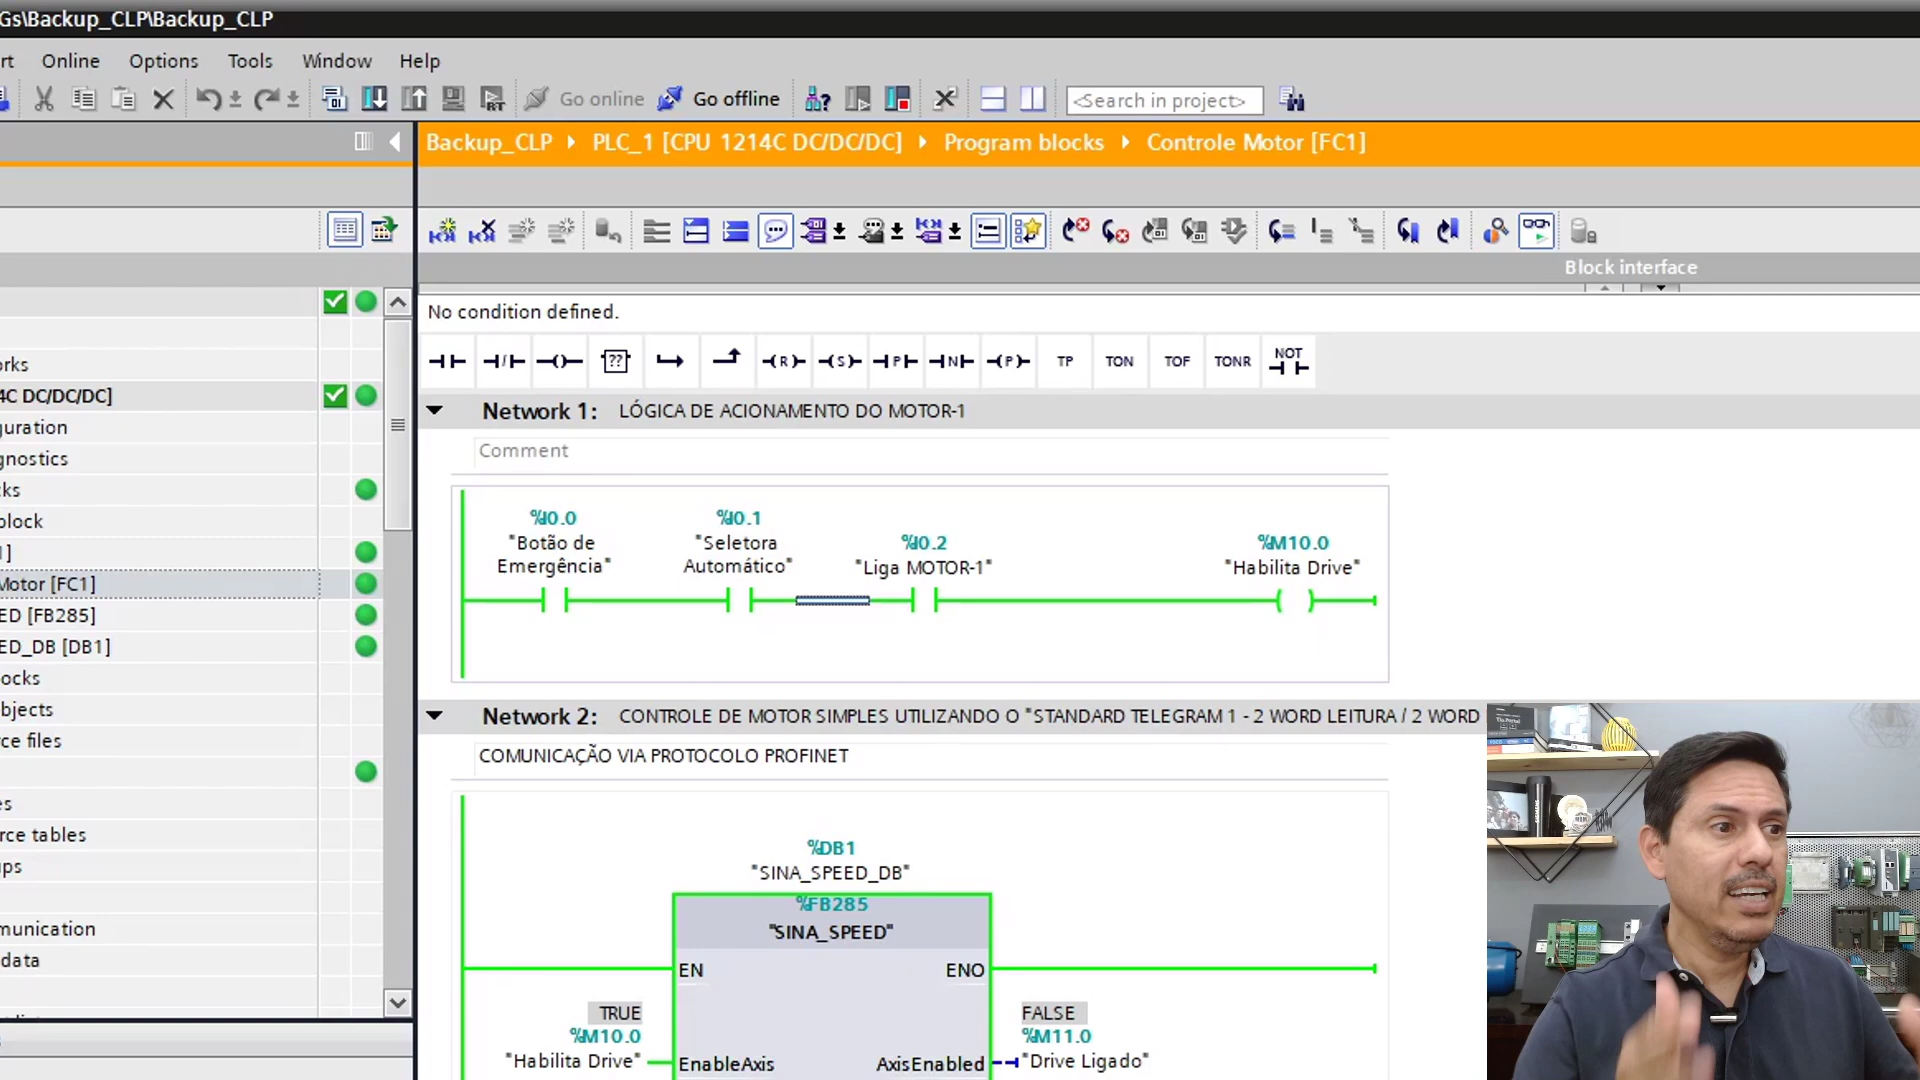 Gs\Backup_CLP\Backup_CLP
rt Online Options Tools Window Help
Go online Go offline <Search in project>
Backup_CLP PLC_1 [CPU 1214C DC/DC/DC] Program blocks Controle Motor [FC1]
Block interface
No condition defined.
?? R S P N P TP TON TOF TONR NOT
rks
4C DC/DC/DC]
guration
gnostics
ks
block
1]
Motor [FC1]
ED [FB285]
ED_DB [DB1]
ocks
bjects
rce files
es
rce tables
ups
munication
data
Network 1: LÓGICA DE ACIONAMENTO DO MOTOR-1
Comment
%I0.0
"Botão de
Emergência"
%I0.1
"Seletora
Automático"
%I0.2
"Liga MOTOR-1"
%M10.0
"Habilita Drive"
Network 2: CONTROLE DE MOTOR SIMPLES UTILIZANDO O "STANDARD TELEGRAM 1 - 2 WORD LEITURA / 2 WORD
COMUNICAÇÃO VIA PROTOCOLO PROFINET
%DB1
"SINA_SPEED_DB"
%FB285
"SINA_SPEED"
EN ENO
TRUE
%M10.0
"Habilita Drive" EnableAxis
FALSE
%M11.0
AxisEnabled "Drive Ligado"